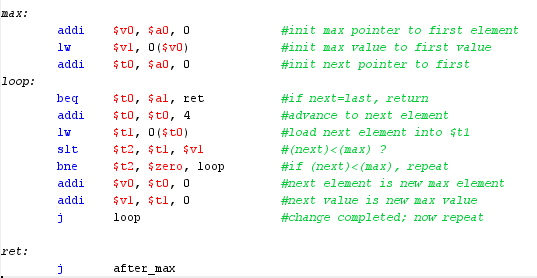 max:
addi $v0, $a0, 0 #init max pointer to first element
lw $v1, 0($v0) #init max value to first value
addi $t0, $a0, 0 #init next pointer to first
loop:
beq $t0, $a1, ret #if next=last, return
addi $t0, $t0, 4 #advance to next element
lw $t1, 0($t0) #load next element into $t1
slt $t2, $t1, $v1 #(next)<(max) ?
bne $t2, $zero, loop #if (next)<(max), repeat
addi $v0, $t0, 0 #next element is new max element
addi $v1, $t1, 0 #next value is new max value
j loop #change completed; now repeat
ret:
j after_max